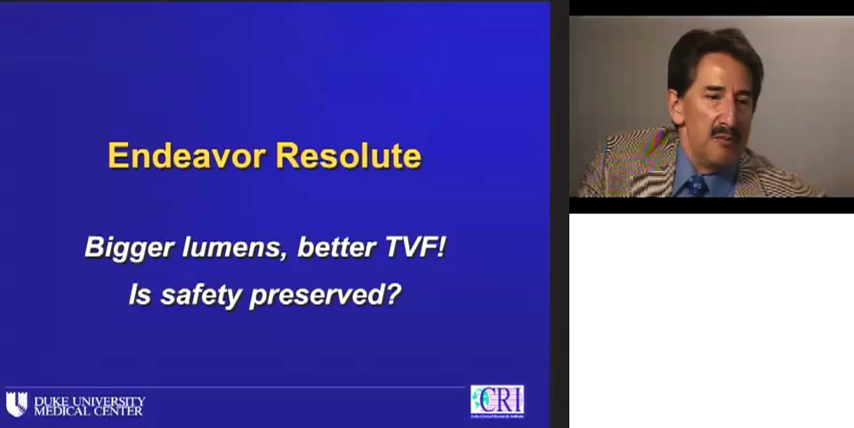 Endeavor Resolute
Bigger lumens, better TVF!
Is safety preserved?
DUKE UNIVERSITY
MEDICAL CENTER
CRI